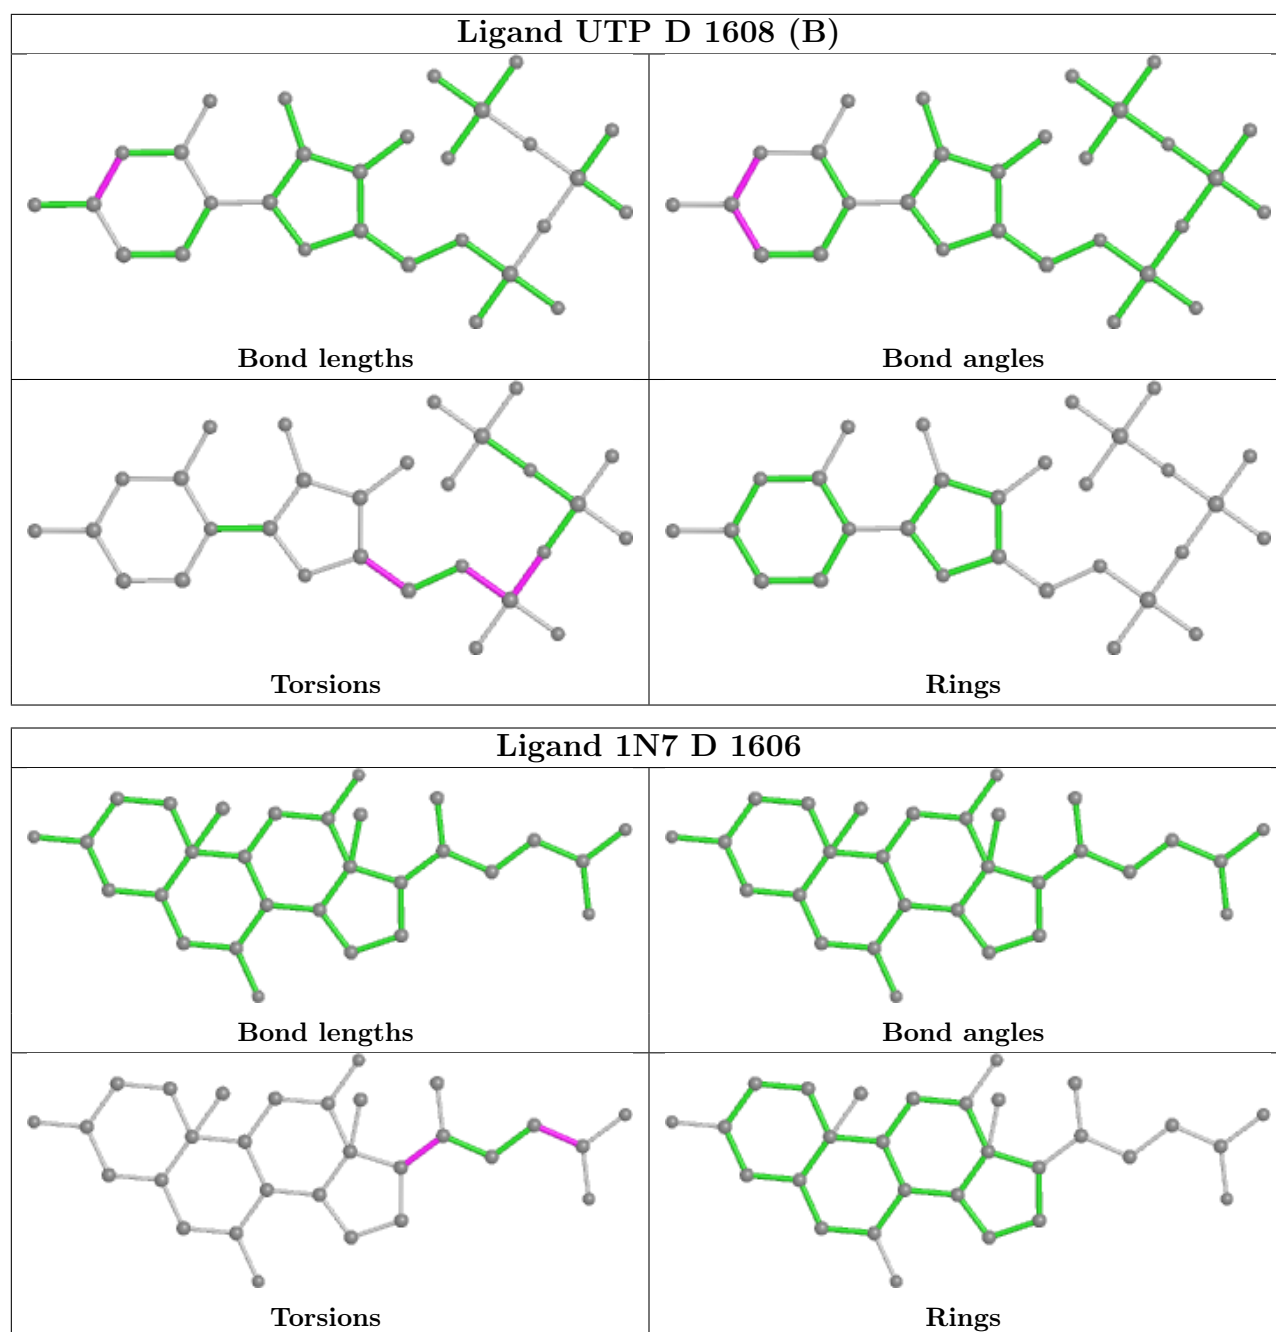 Ligand UTP D 1608 (B)
Bond lengths
Bond angles
Torsions
Rings
Ligand 1N7 D 1606
Bond lengths
Bond angles
Torsions
Rings